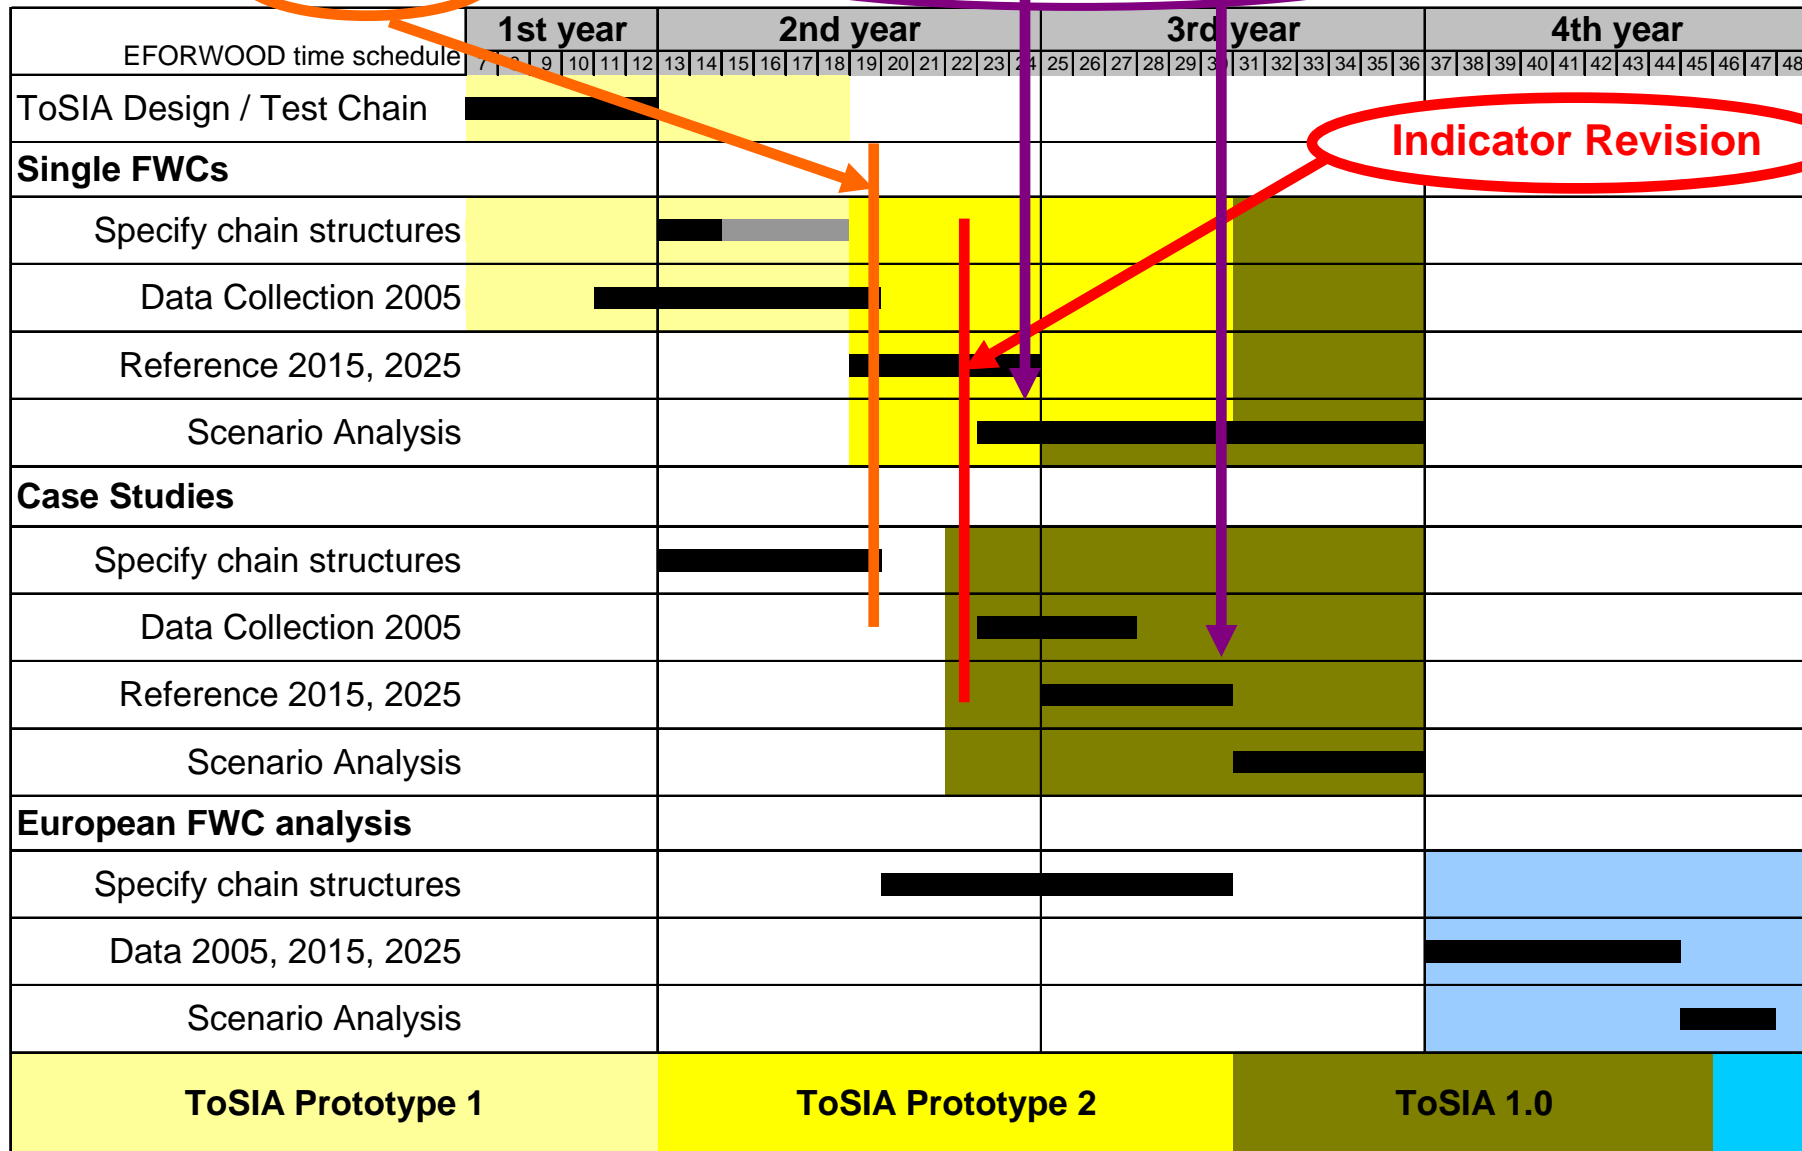 1st year 2nd year 3rd year 4th year
EFORWOOD time schedule 7 8 9 10 11 12 13 14 15 16 17 18 19 20 21 22 23 24 25 26 27 28 29 30 31 32 33 34 35 36 37 38 39 40 41 42 43 44 45 46 47 48
ToSIA Design / Test Chain
Indicator Revision
Single FWCs
Specify chain structures
Data Collection 2005
Reference 2015, 2025
Scenario Analysis
Case Studies
Specify chain structures
Data Collection 2005
Reference 2015, 2025
Scenario Analysis
European FWC analysis
Specify chain structures
Data 2005, 2015, 2025
Scenario Analysis
ToSIA Prototype 1 ToSIA Prototype 2 ToSIA 1.0